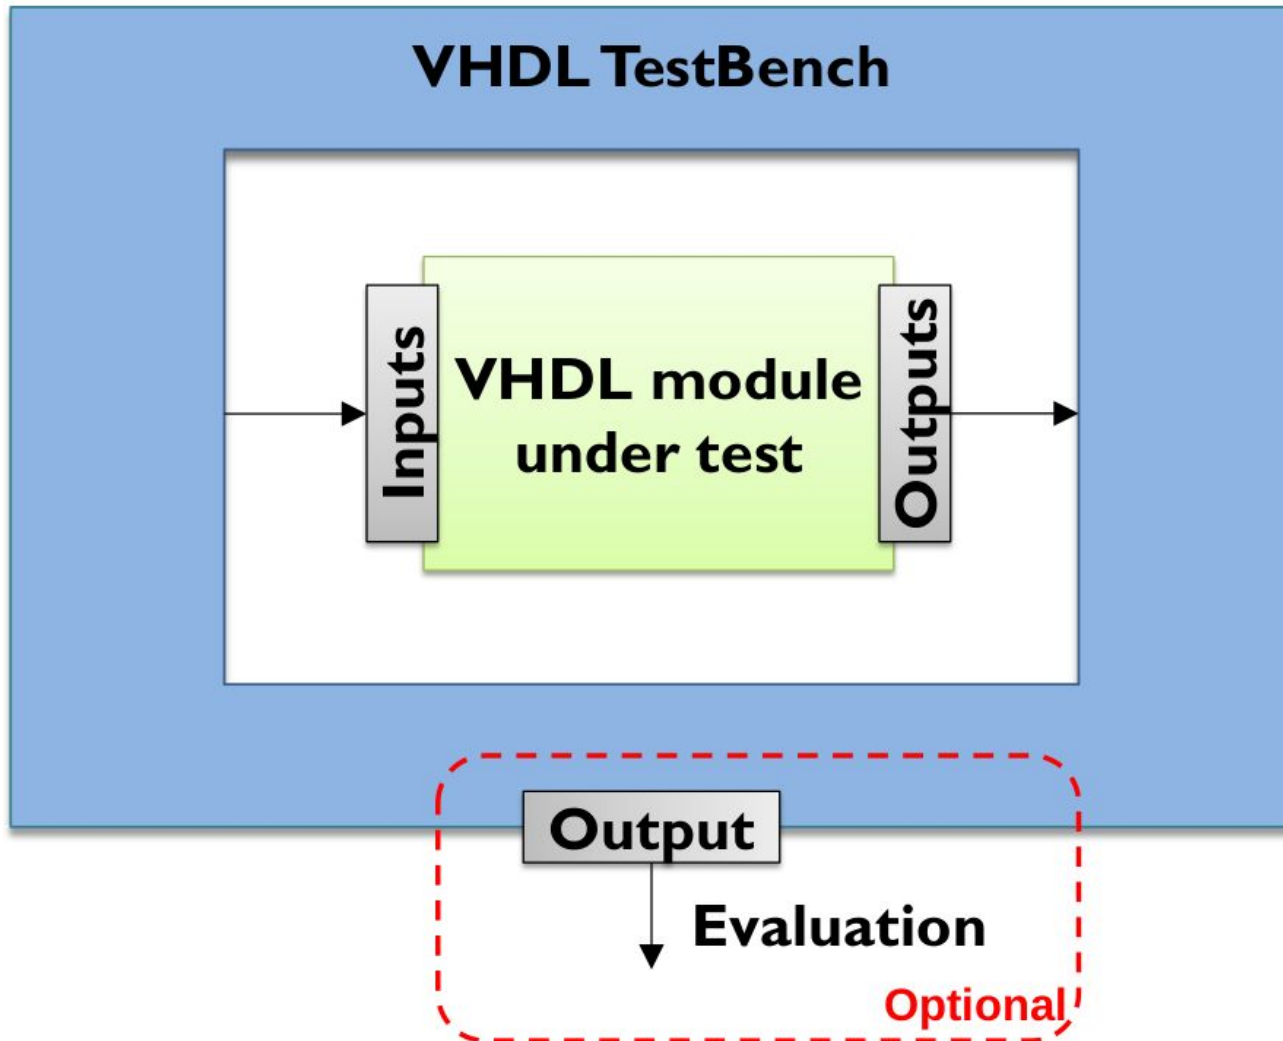 VHDL TestBench
Inputs
VHDL module
under test
Outputs
Output
Evaluation
Optional